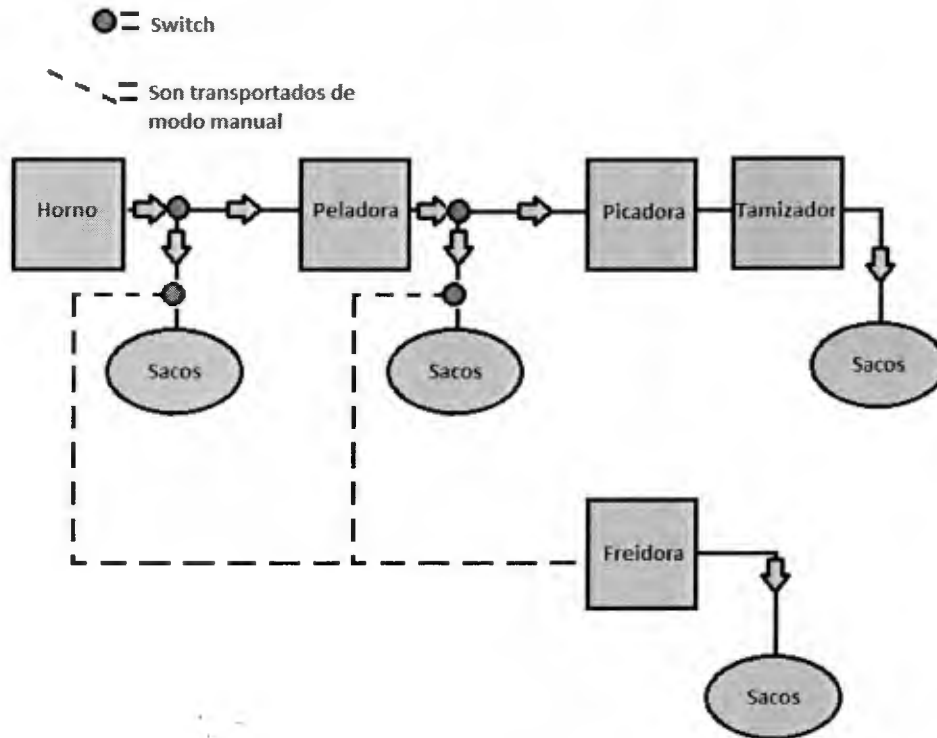 Switch
Son transportados de
modo manual
Horno
Peladora
Picadora
Tamizador
Sacos
Sacos
Sacos
Freidora
Sacos